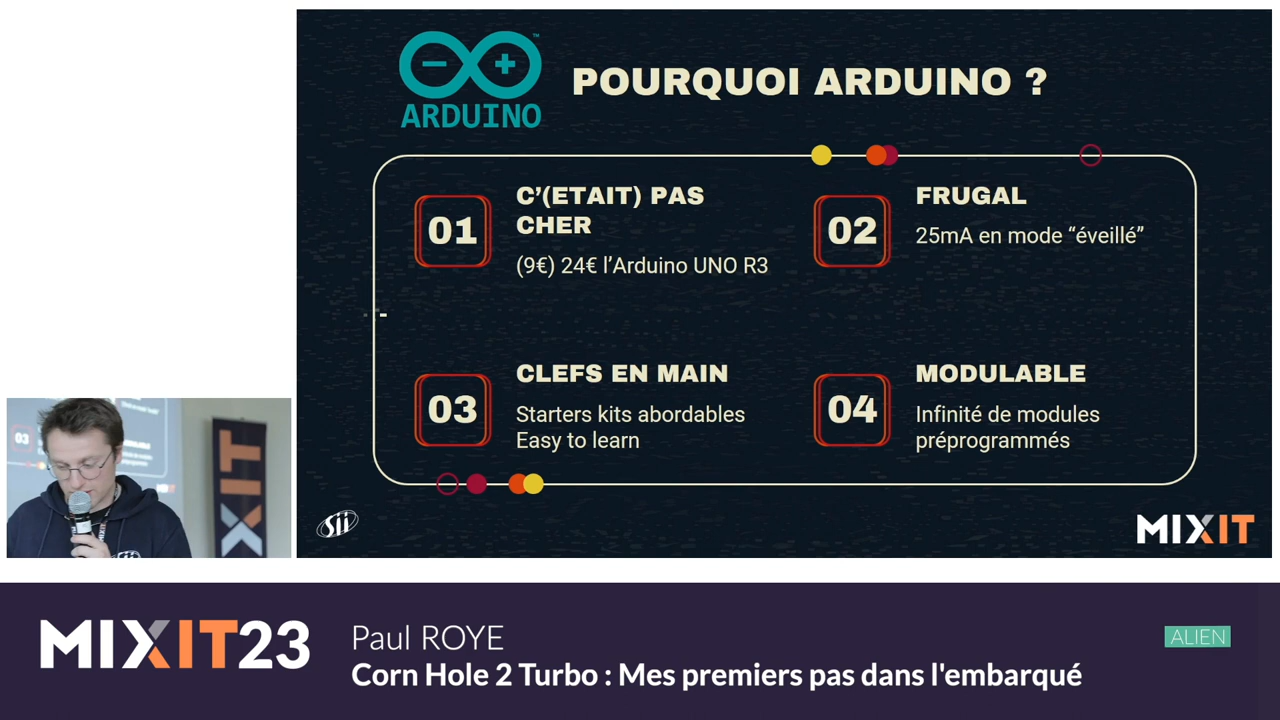 ARDUINO
POURQUOI ARDUINO ?
01
C'(ETAIT) PAS
CHER
(9€) 24€ l'Arduino UNO R3
02
FRUGAL
25mA en mode “éveillé”
03
CLEFS EN MAIN
Starters kits abordables
Easy to learn
04
MODULABLE
Infinité de modules
préprogrammés
sii
MIXIT
MIXIT23
Paul ROYE
Corn Hole 2 Turbo : Mes premiers pas dans l'embarqué
ALIEN